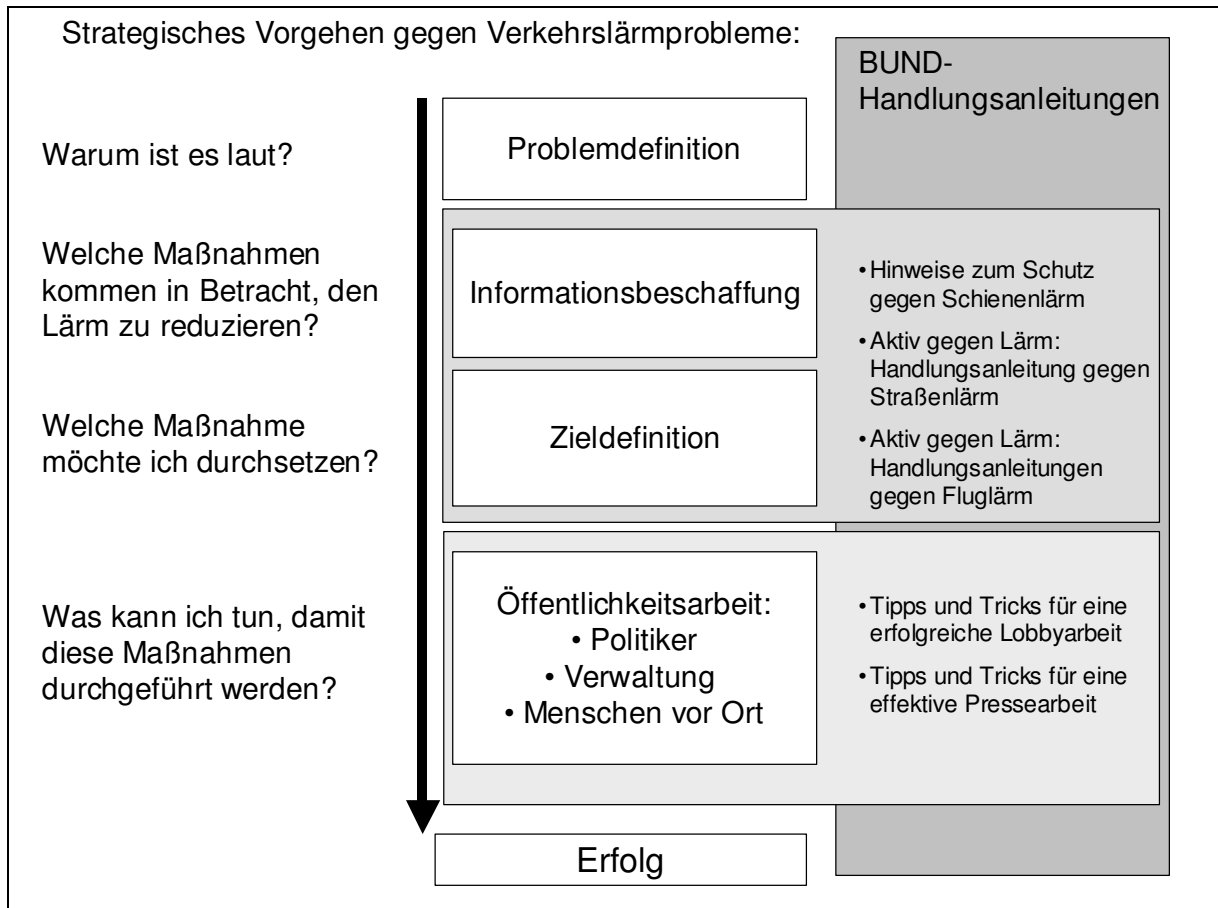 Strategisches Vorgehen gegen Verkehrslärmprobleme:
BUND-
Handlungsanleitungen
Warum ist es laut?
Problemdefinition
Welche Maßnahmen
kommen in Betracht, den
Lärm zu reduzieren?
Informationsbeschaffung
• Hinweise zum Schutz
gegen Schienenlärm
• Aktiv gegen Lärm:
Handlungsanleitung gegen
Straßenlärm
Welche Maßnahme
möchte ich durchsetzen?
Zieldefinition
• Aktiv gegen Lärm:
Handlungsanleitungen
gegen Fluglärm
Was kann ich tun, damit
diese Maßnahmen
durchgeführt werden?
Öffentlichkeitsarbeit:
• Politiker
• Verwaltung
• Menschen vor Ort
• Tipps und Tricks für eine
erfolgreiche Lobbyarbeit
• Tipps und Tricks für eine
effektive Pressearbeit
Erfolg